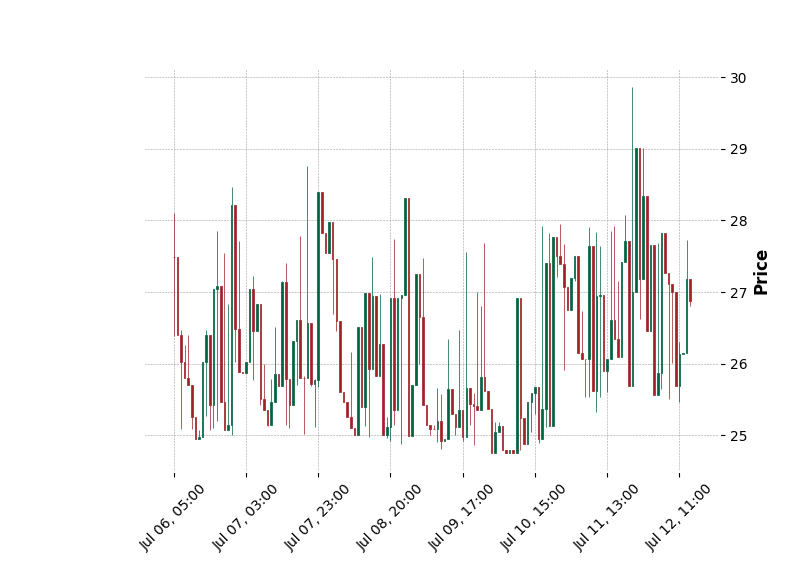 30
29
28
27
26
25
Price
Jul 06, 05:00
Jul 07, 03:00
Jul 07, 23:00
Jul 08, 20:00
Jul 09, 17:00
Jul 10, 15:00
Jul 11, 13:00
Jul 12, 11:00